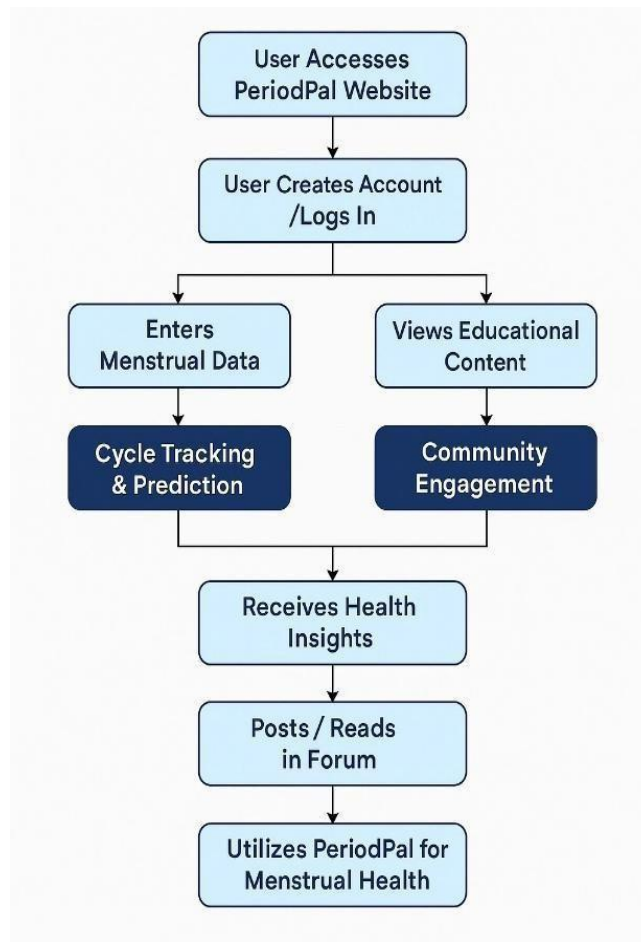 User Accesses
PeriodPal Website
User Creates Account
/Logs In
Enters
Menstrual Data
Views Educational
Content
Cycle Tracking
& Prediction
Community
Engagement
Receives Health
Insights
Posts / Reads
in Forum
Utilizes PeriodPal for
Menstrual Health